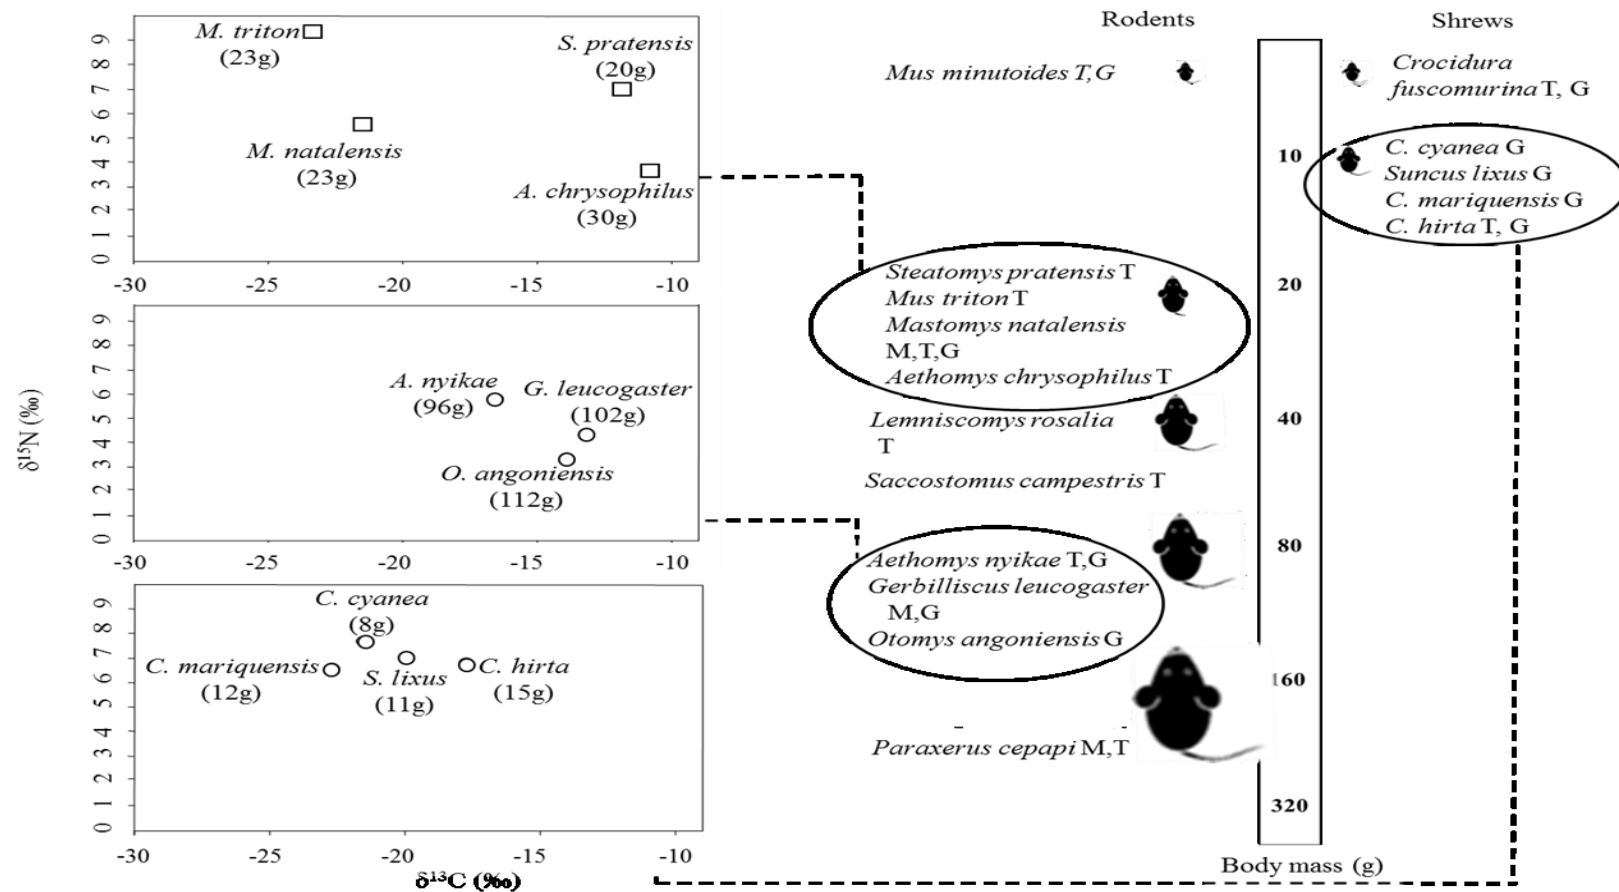 δ¹⁵N (‰)
9
8
7
6
5
4
3
2
1
0
M. triton
(23g)
S. pratensis
(20g)
M. natalensis
(23g)
A. chrysophilus
(30g)
-30
-25
-20
-15
-10
9
8
7
6
5
4
3
2
1
0
A. nyikae
(96g)
G. leucogaster
(102g)
O. angoniensis
(112g)
-30
-25
-20
-15
-10
9
8
7
6
5
4
3
2
1
0
C. cyanea
(8g)
C. mariquensis
(12g)
S. lixus
(11g)
C. hirta
(15g)
-30
-25
-20
-15
-10
δ¹³C (‰)
Rodents
Mus minutoides T,G
Steatomys pratensis T
Mus triton T
Mastomys natalensis
M,T,G
Aethomys chrysophilus T
Lemniscomys rosalia
T
Saccostomus campestris T
Aethomys nyikae T,G
Gerbilliscus leucogaster
M,G
Otomys angoniensis G
Paraxerus cepapi M,T
10
20
40
80
160
320
Body mass (g)
Shrews
Crocidura
fuscomurina T, G
C. cyanea G
Suncus lixus G
C. mariquensis G
C. hirta T, G